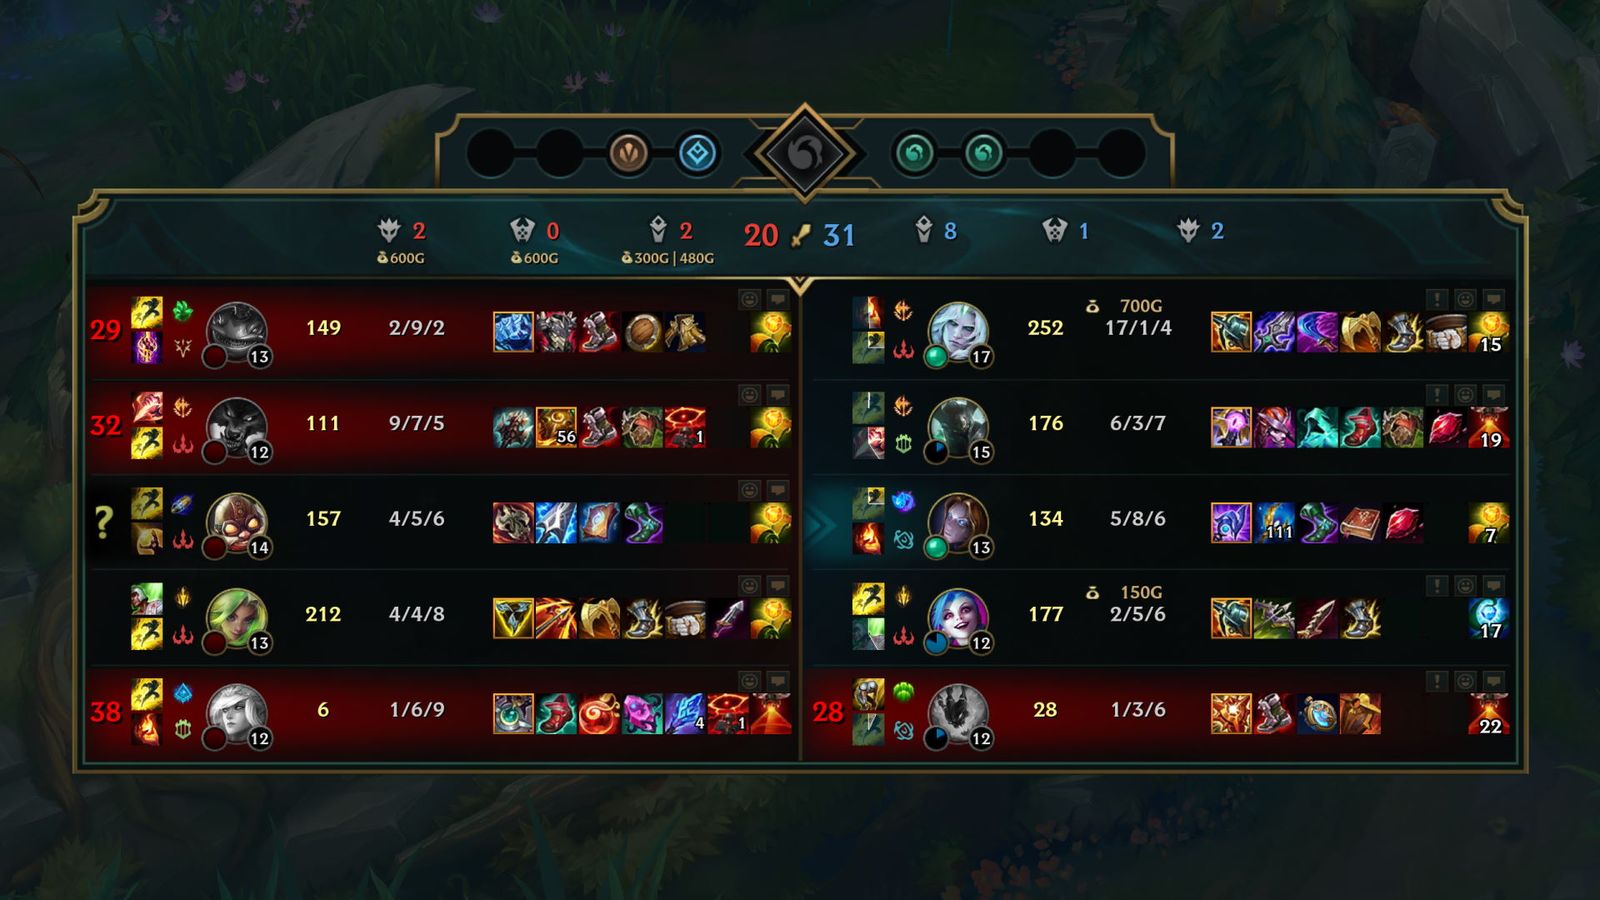 2 0 2 20 31 8 1 2
600G 600G 300G | 480G
29 13 149 2/9/2
700G
17 252 17/1/4 15
32 12 111 9/7/5 56 1
15 176 6/3/7 19
? 14 157 4/5/6
13 134 5/8/6 111 7
13 212 4/4/8
150G
12 177 2/5/6 17
38 12 6 1/6/9 4 1
28 12 28 1/3/6 22